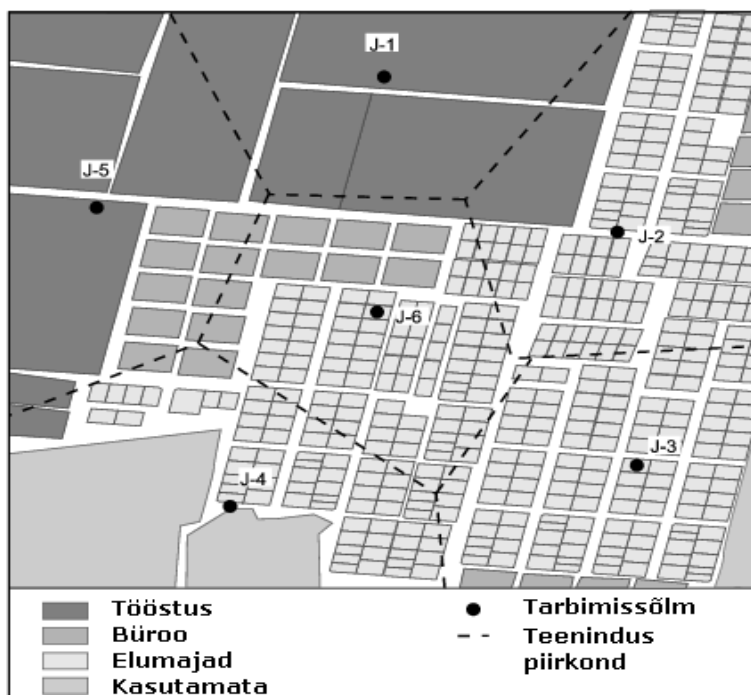 J-1
J-5
J-2
J-6
J-3
J-4
Tööstus
Büroo
Elumajad
Kasutamata
Tarbimissõlm
Teenindus
piirkond